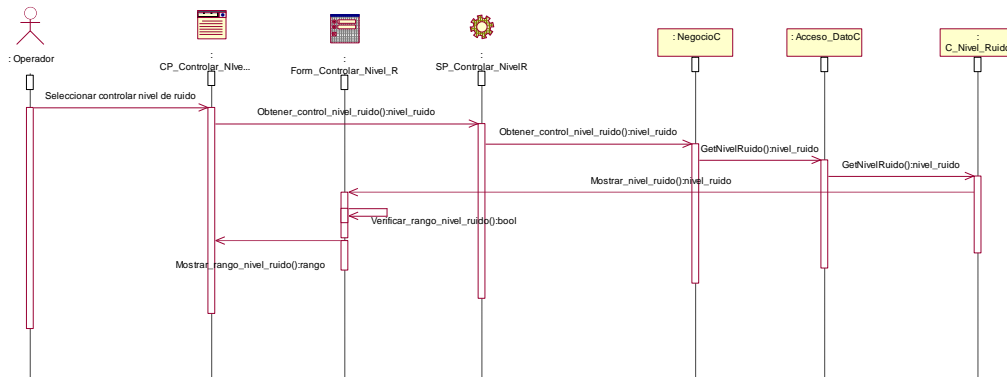 : Operador
:
CP_Controlar_NIve...
:
Form_Controlar_Nivel_R
:
SP_Controlar_NivelR
: NegocioC
: Acceso_DatoC
:
C_Nivel_Ruido
Seleccionar controlar nivel de ruido
Obtener_control_nivel_ruido():nivel_ruido
Obtener_control_nivel_ruido():nivel_ruido
GetNivelRuido():nivel_ruido
GetNivelRuido():nivel_ruido
Mostrar_nivel_ruido():nivel_ruido
Verificar_rango_nivel_ruido():bool
Mostrar_rango_nivel_ruido():rango